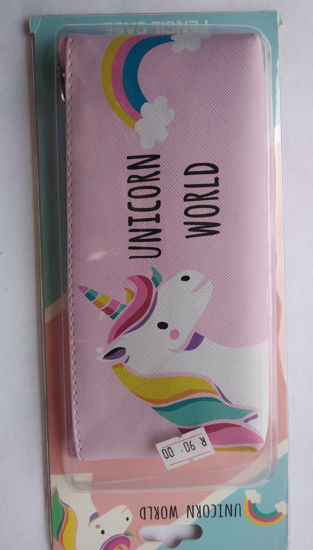 PENCIL CASE
UNICORN
WORLD
R 90.00
UNICORN WORLD